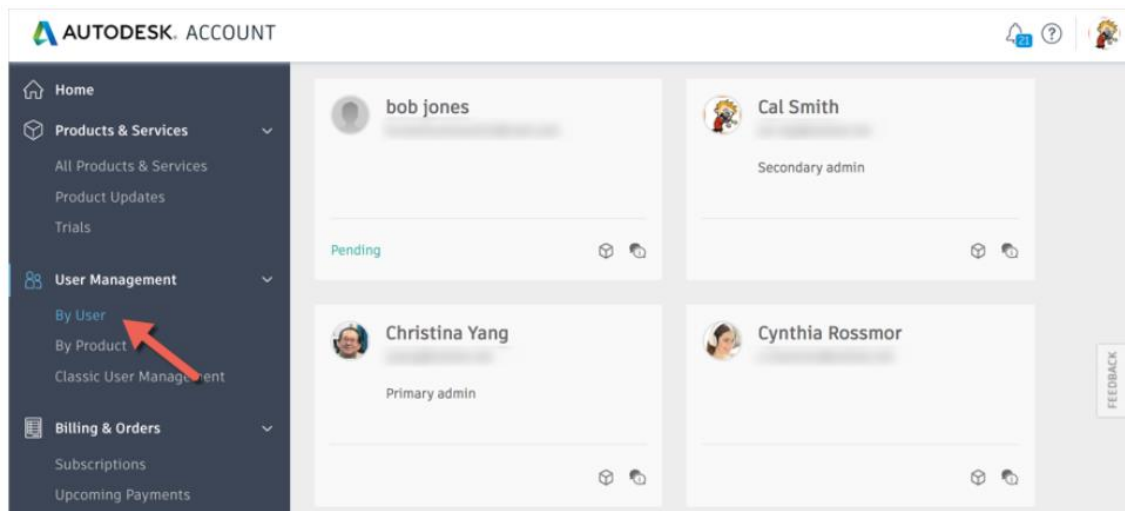 AUTODESK. ACCOUNT
21
?
Home
Products & Services
All Products & Services
Product Updates
Trials
User Management
By User
By Product
Classic User Management
Billing & Orders
Subscriptions
Upcoming Payments
bob jones
Pending
Cal Smith
Secondary admin
Christina Yang
Primary admin
Cynthia Rossmor
FEEDBACK